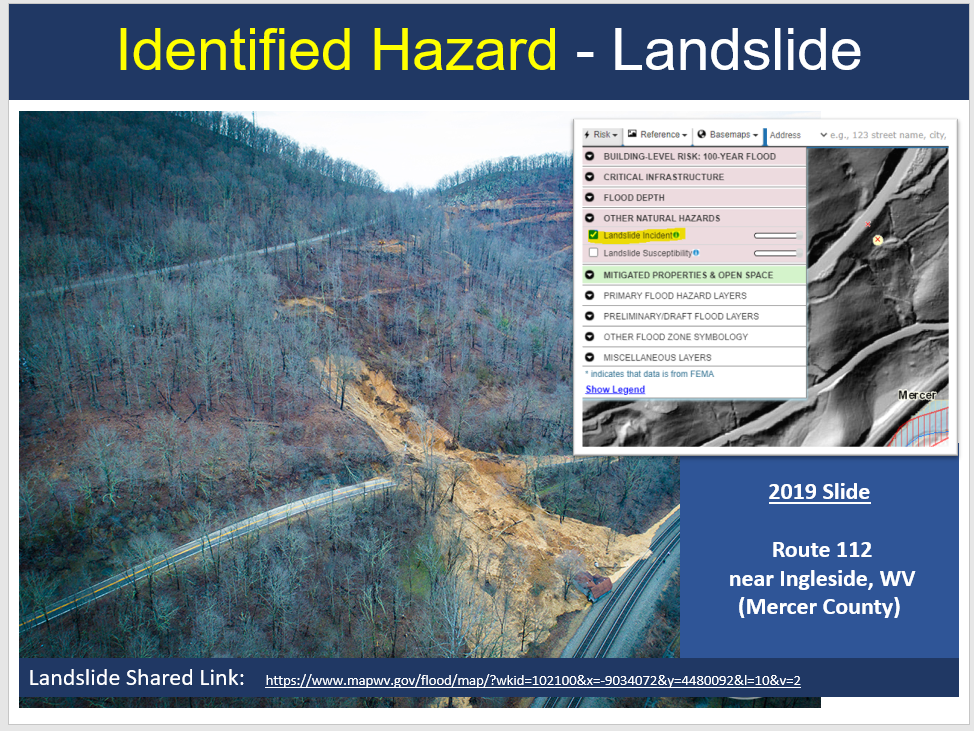 Identified Hazard - Landslide
Risk Reference Basemaps Address e.g., 123 street name, city,
BUILDING-LEVEL RISK: 100-YEAR FLOOD
CRITICAL INFRASTRUCTURE
FLOOD DEPTH
OTHER NATURAL HAZARDS
Landslide Incident
Landslide Susceptibility
MITIGATED PROPERTIES & OPEN SPACE
PRIMARY FLOOD HAZARD LAYERS
PRELIMINARY/DRAFT FLOOD LAYERS
OTHER FLOOD ZONE SYMBOLOGY
MISCELLANEOUS LAYERS
* indicates that data is from FEMA
Show Legend
Mercer
2019 Slide
Route 112
near Ingleside, WV
(Mercer County)
Landslide Shared Link: https://www.mapwv.gov/flood/map/?wkid=102100&x=-9034072&y=4480092&l=10&v=2